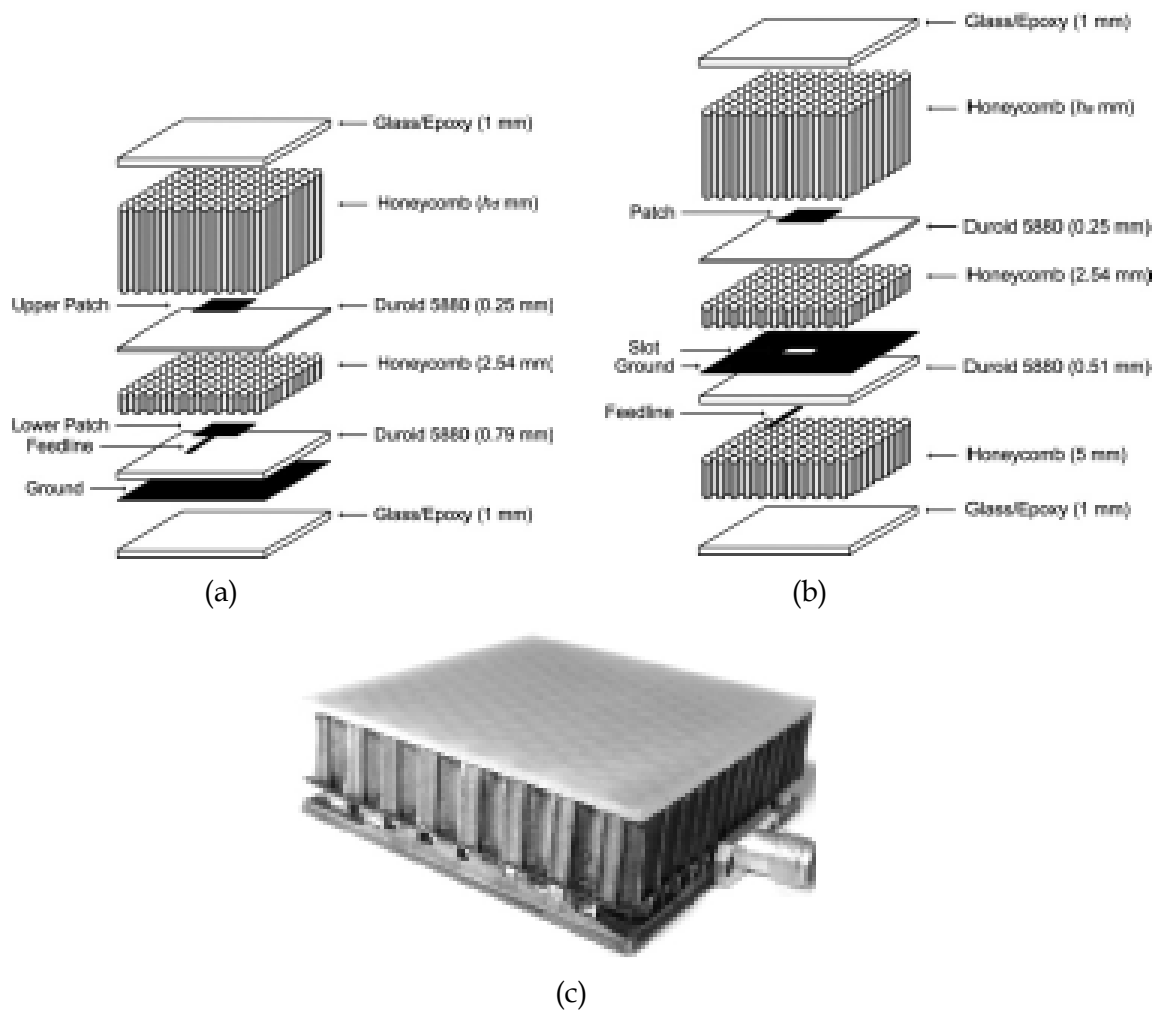 Glass/Epoxy (1 mm)
Honeycomb (ha mm)
Upper Patch
Duroid 5880 (0.25 mm)
Honeycomb (2.54 mm)
Lower Patch
Feedline
Duroid 5880 (0.79 mm)
Ground
Glass/Epoxy (1 mm)
(a)
Glass/Epoxy (1 mm)
Honeycomb (ha mm)
Patch
Duroid 5880 (0.25 mm)
Honeycomb (2.54 mm)
Slot
Ground
Duroid 5880 (0.51 mm)
Feedline
Honeycomb (5 mm)
Glass/Epoxy (1 mm)
(b)
(c)